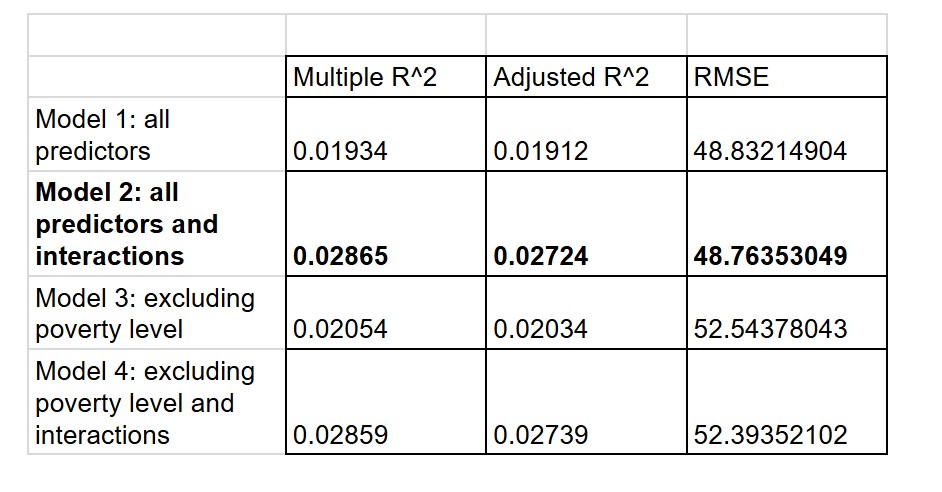 Multiple R^2 Adjusted R^2 RMSE
Model 1: all
predictors 0.01934 0.01912 48.83214904
Model 2: all
predictors and
interactions 0.02865 0.02724 48.76353049
Model 3: excluding
poverty level 0.02054 0.02034 52.54378043
Model 4: excluding
poverty level and
interactions 0.02859 0.02739 52.39352102